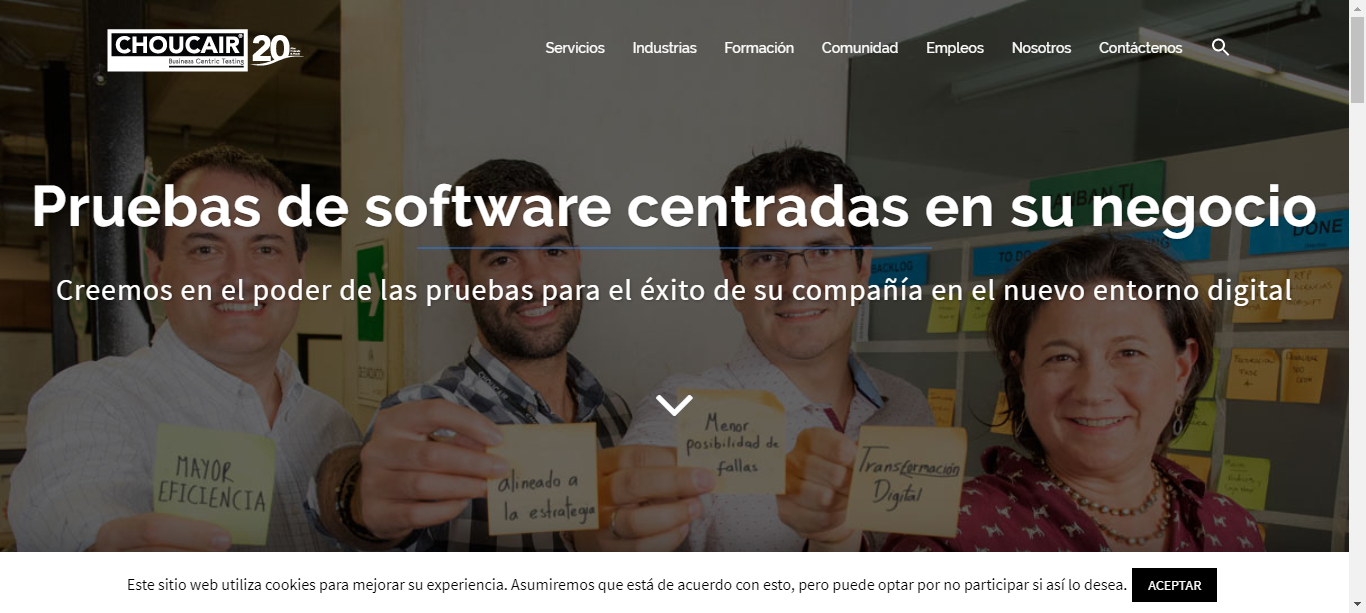 CHOUCAIR®
Business Centric Testing
20
Servicios
Industrias
Formación
Comunidad
Empleos
Nosotros
Contáctenos
KANBAN TI
DONE
TO DO
BACKLOG
Pruebas de software centradas en su negocio
Creemos en el poder de las pruebas para el éxito de su compañía en el nuevo entorno digital
MAYOR
EFICIENCIA
alineado a
la estrategia
Menor
posibilidad de
fallas
Transformación
Digital
Este sitio web utiliza cookies para mejorar su experiencia. Asumiremos que está de acuerdo con esto, pero puede optar por no participar si así lo desea.
ACEPTAR